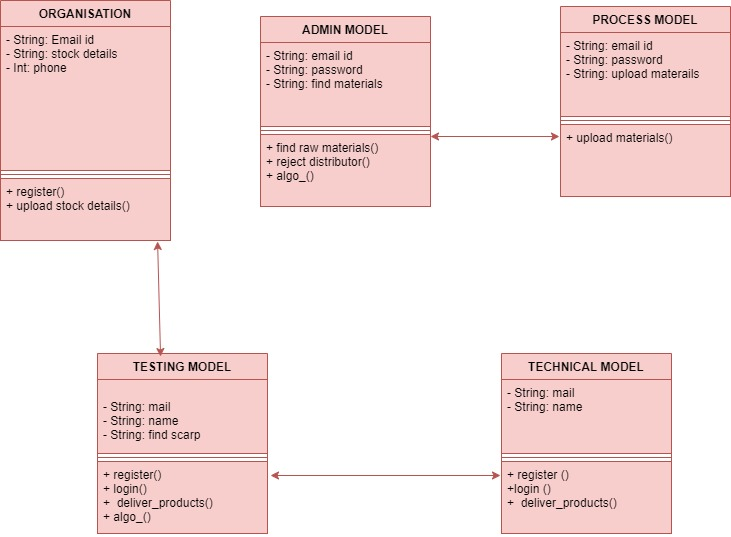 ORGANISATION
- String: Email id
- String: stock details
- Int: phone
+ register()
+ upload stock details()
ADMIN MODEL
- String: email id
- String: password
- String: find materials
+ find raw materials()
+ reject distributor()
+ algo_()
PROCESS MODEL
- String: email id
- String: password
- String: upload materails
+ upload materials()
TESTING MODEL
- String: mail
- String: name
- String: find scarp
+ register()
+ login()
+  deliver_products()
+ algo_()
TECHNICAL MODEL
- String: mail
- String: name
+ register ()
+login ()
+  deliver_products()